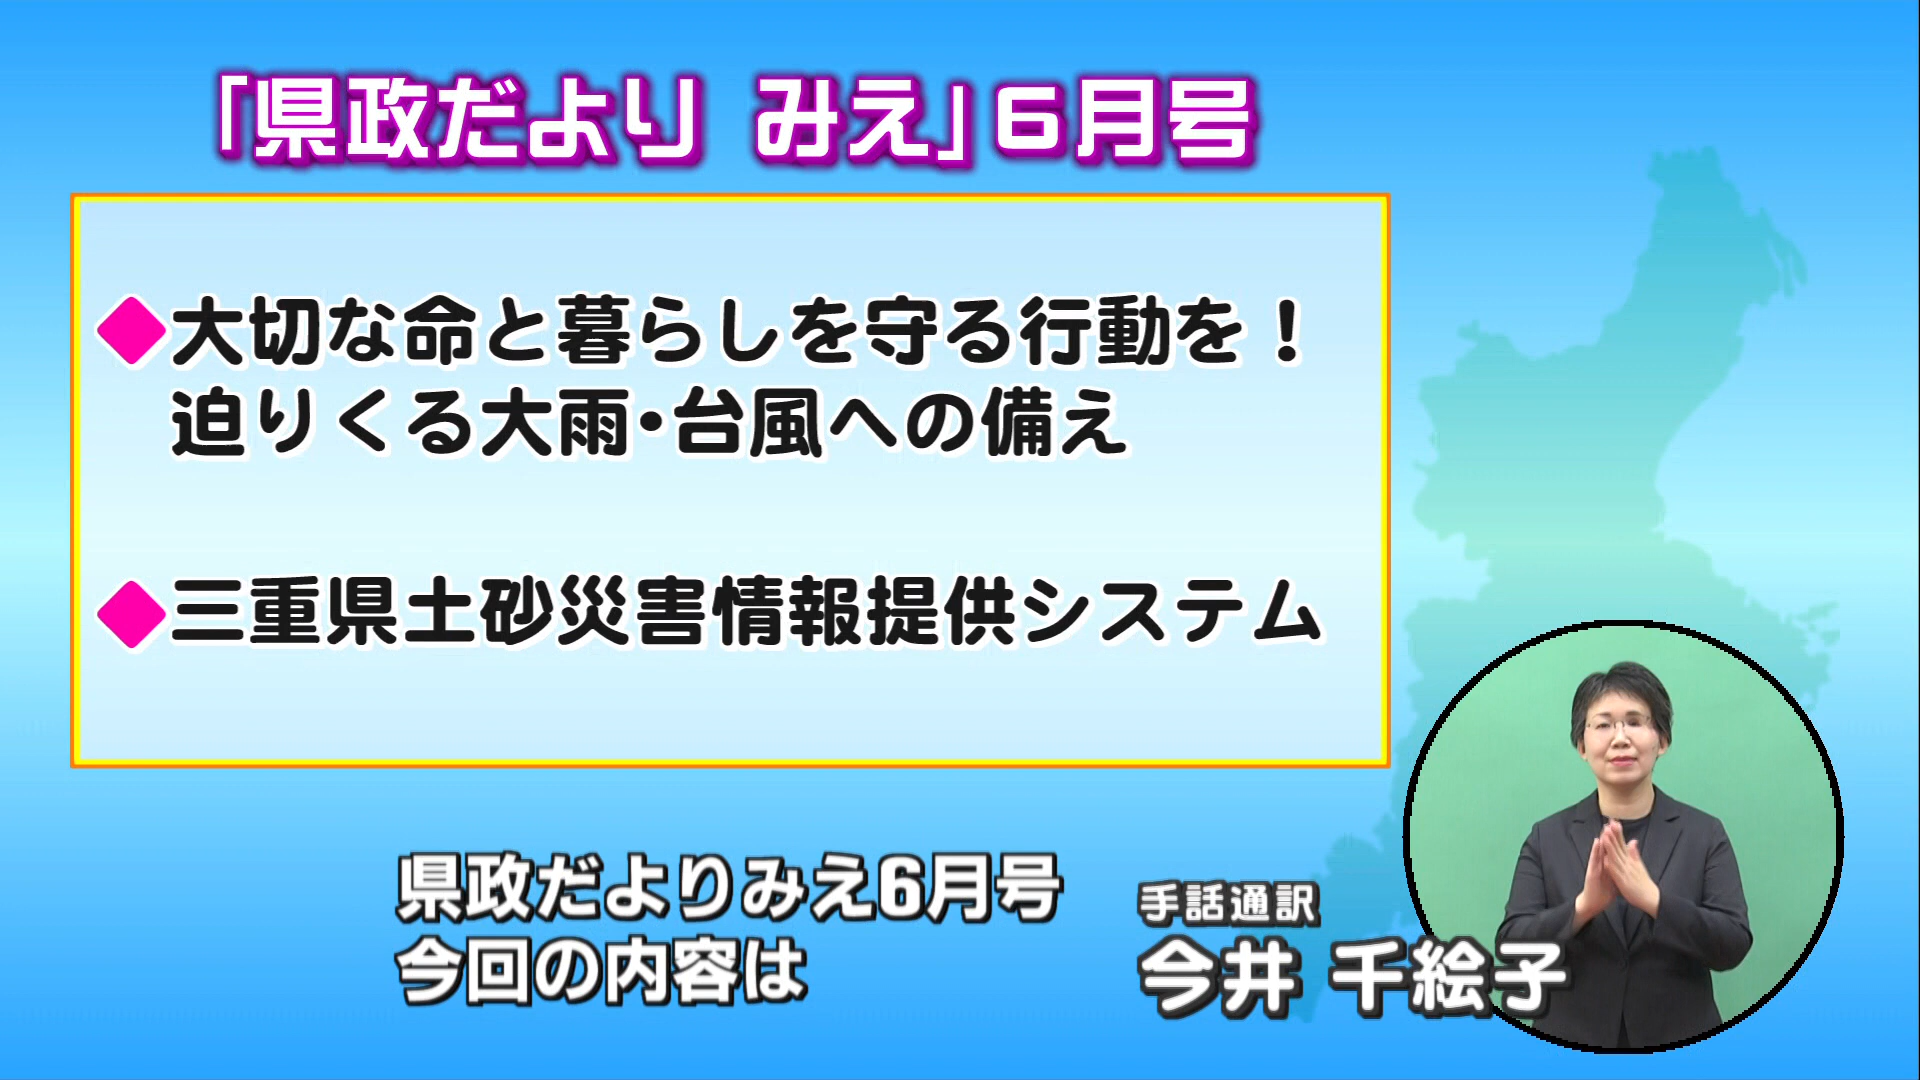 「県政だより みえ」６月号
◆大切な命と暮らしを守る行動を！
迫りくる大雨・台風への備え
◆三重県土砂災害情報提供システム
県政だよりみえ6月号
今回の内容は
手話通訳
今井 千絵子